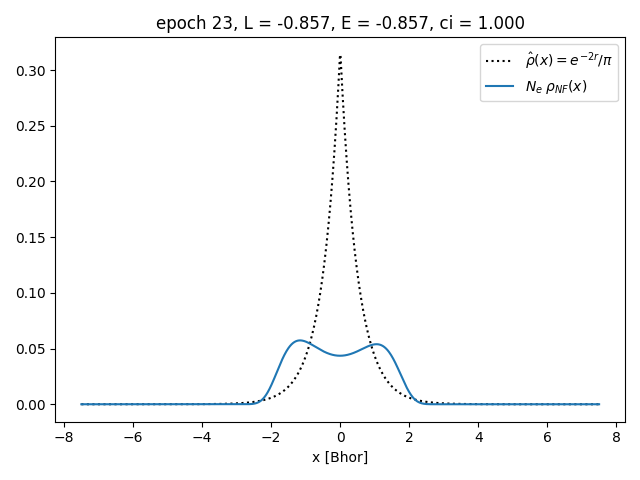 epoch 23, L = -0.857, E = -0.857, ci = 1.000
ρ̂(x) = e^{−2r}/π
N_e ρ_{NF}(x)
0.30
0.25
0.20
0.15
0.10
0.05
0.00
−8 −6 −4 −2 0 2 4 6 8
x [Bhor]